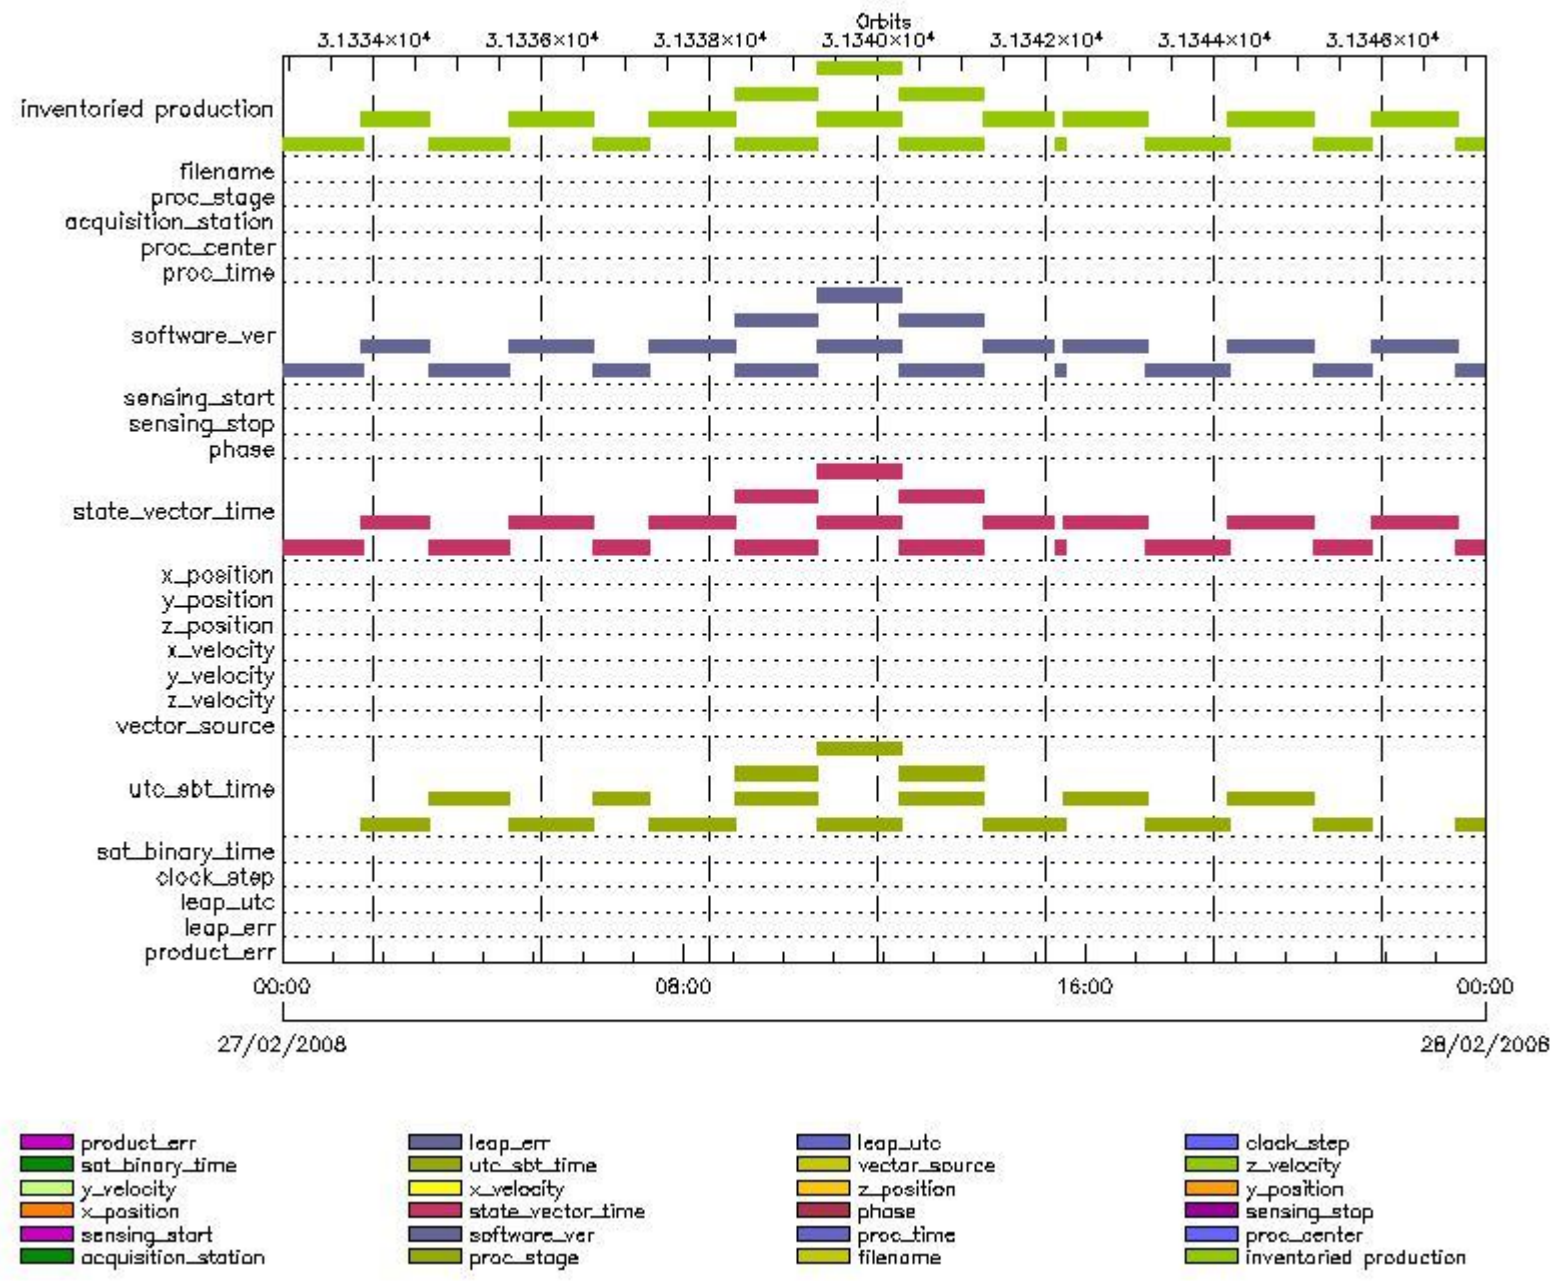 Orbits
3.1334×10⁴ 3.1336×10⁴ 3.1338×10⁴ 3.1340×10⁴ 3.1342×10⁴ 3.1344×10⁴ 3.1346×10⁴
inventoried production
filename
proc_stage
acquisition_station
proc_center
proc_time
software_ver
sensing_start
sensing_stop
phase
state_vector_time
x_position
y_position
z_position
x_velocity
y_velocity
z_velocity
vector_source
utc_sbt_time
sat_binary_time
clock_step
leap_utc
leap_err
product_err
00:00 08:00 16:00 00:00
27/02/2008 28/02/2008
product_err leap_err leap_utc clock_step
sat_binary_time utc_sbt_time vector_source z_velocity
y_velocity x_velocity z_position y_position
x_position state_vector_time phase sensing_stop
sensing_start software_ver proc_time proc_center
acquisition_station proc_stage filename inventoried production